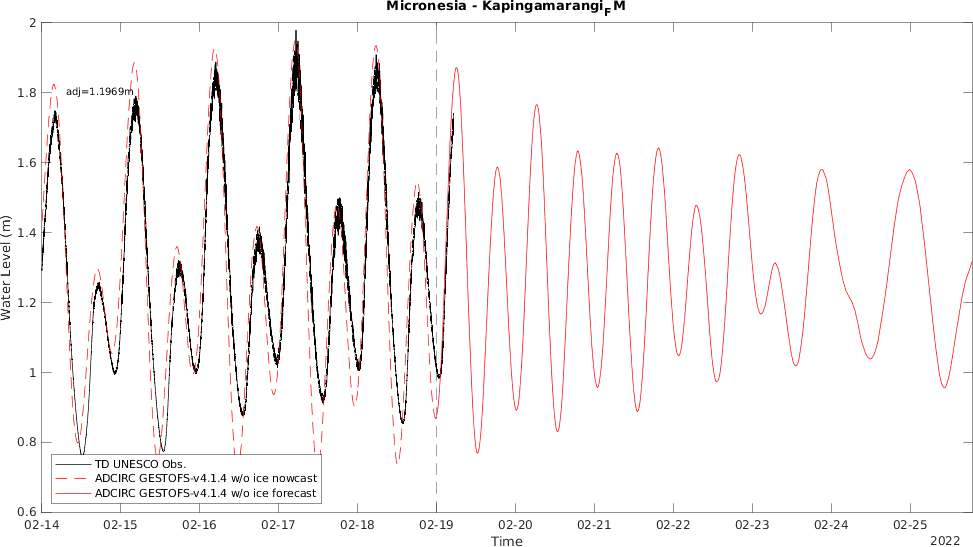 Micronesia - Kapingamarangi_FM
2
1.8
1.6
1.4
1.2
1
0.8
0.6
Water Level (m)
adj=1.1969m
TD UNESCO Obs.
ADCIRC GESTOFS-v4.1.4 w/o ice nowcast
ADCIRC GESTOFS-v4.1.4 w/o ice forecast
02-14 02-15 02-16 02-17 02-18 02-19 02-20 02-21 02-22 02-23 02-24 02-25
Time
2022